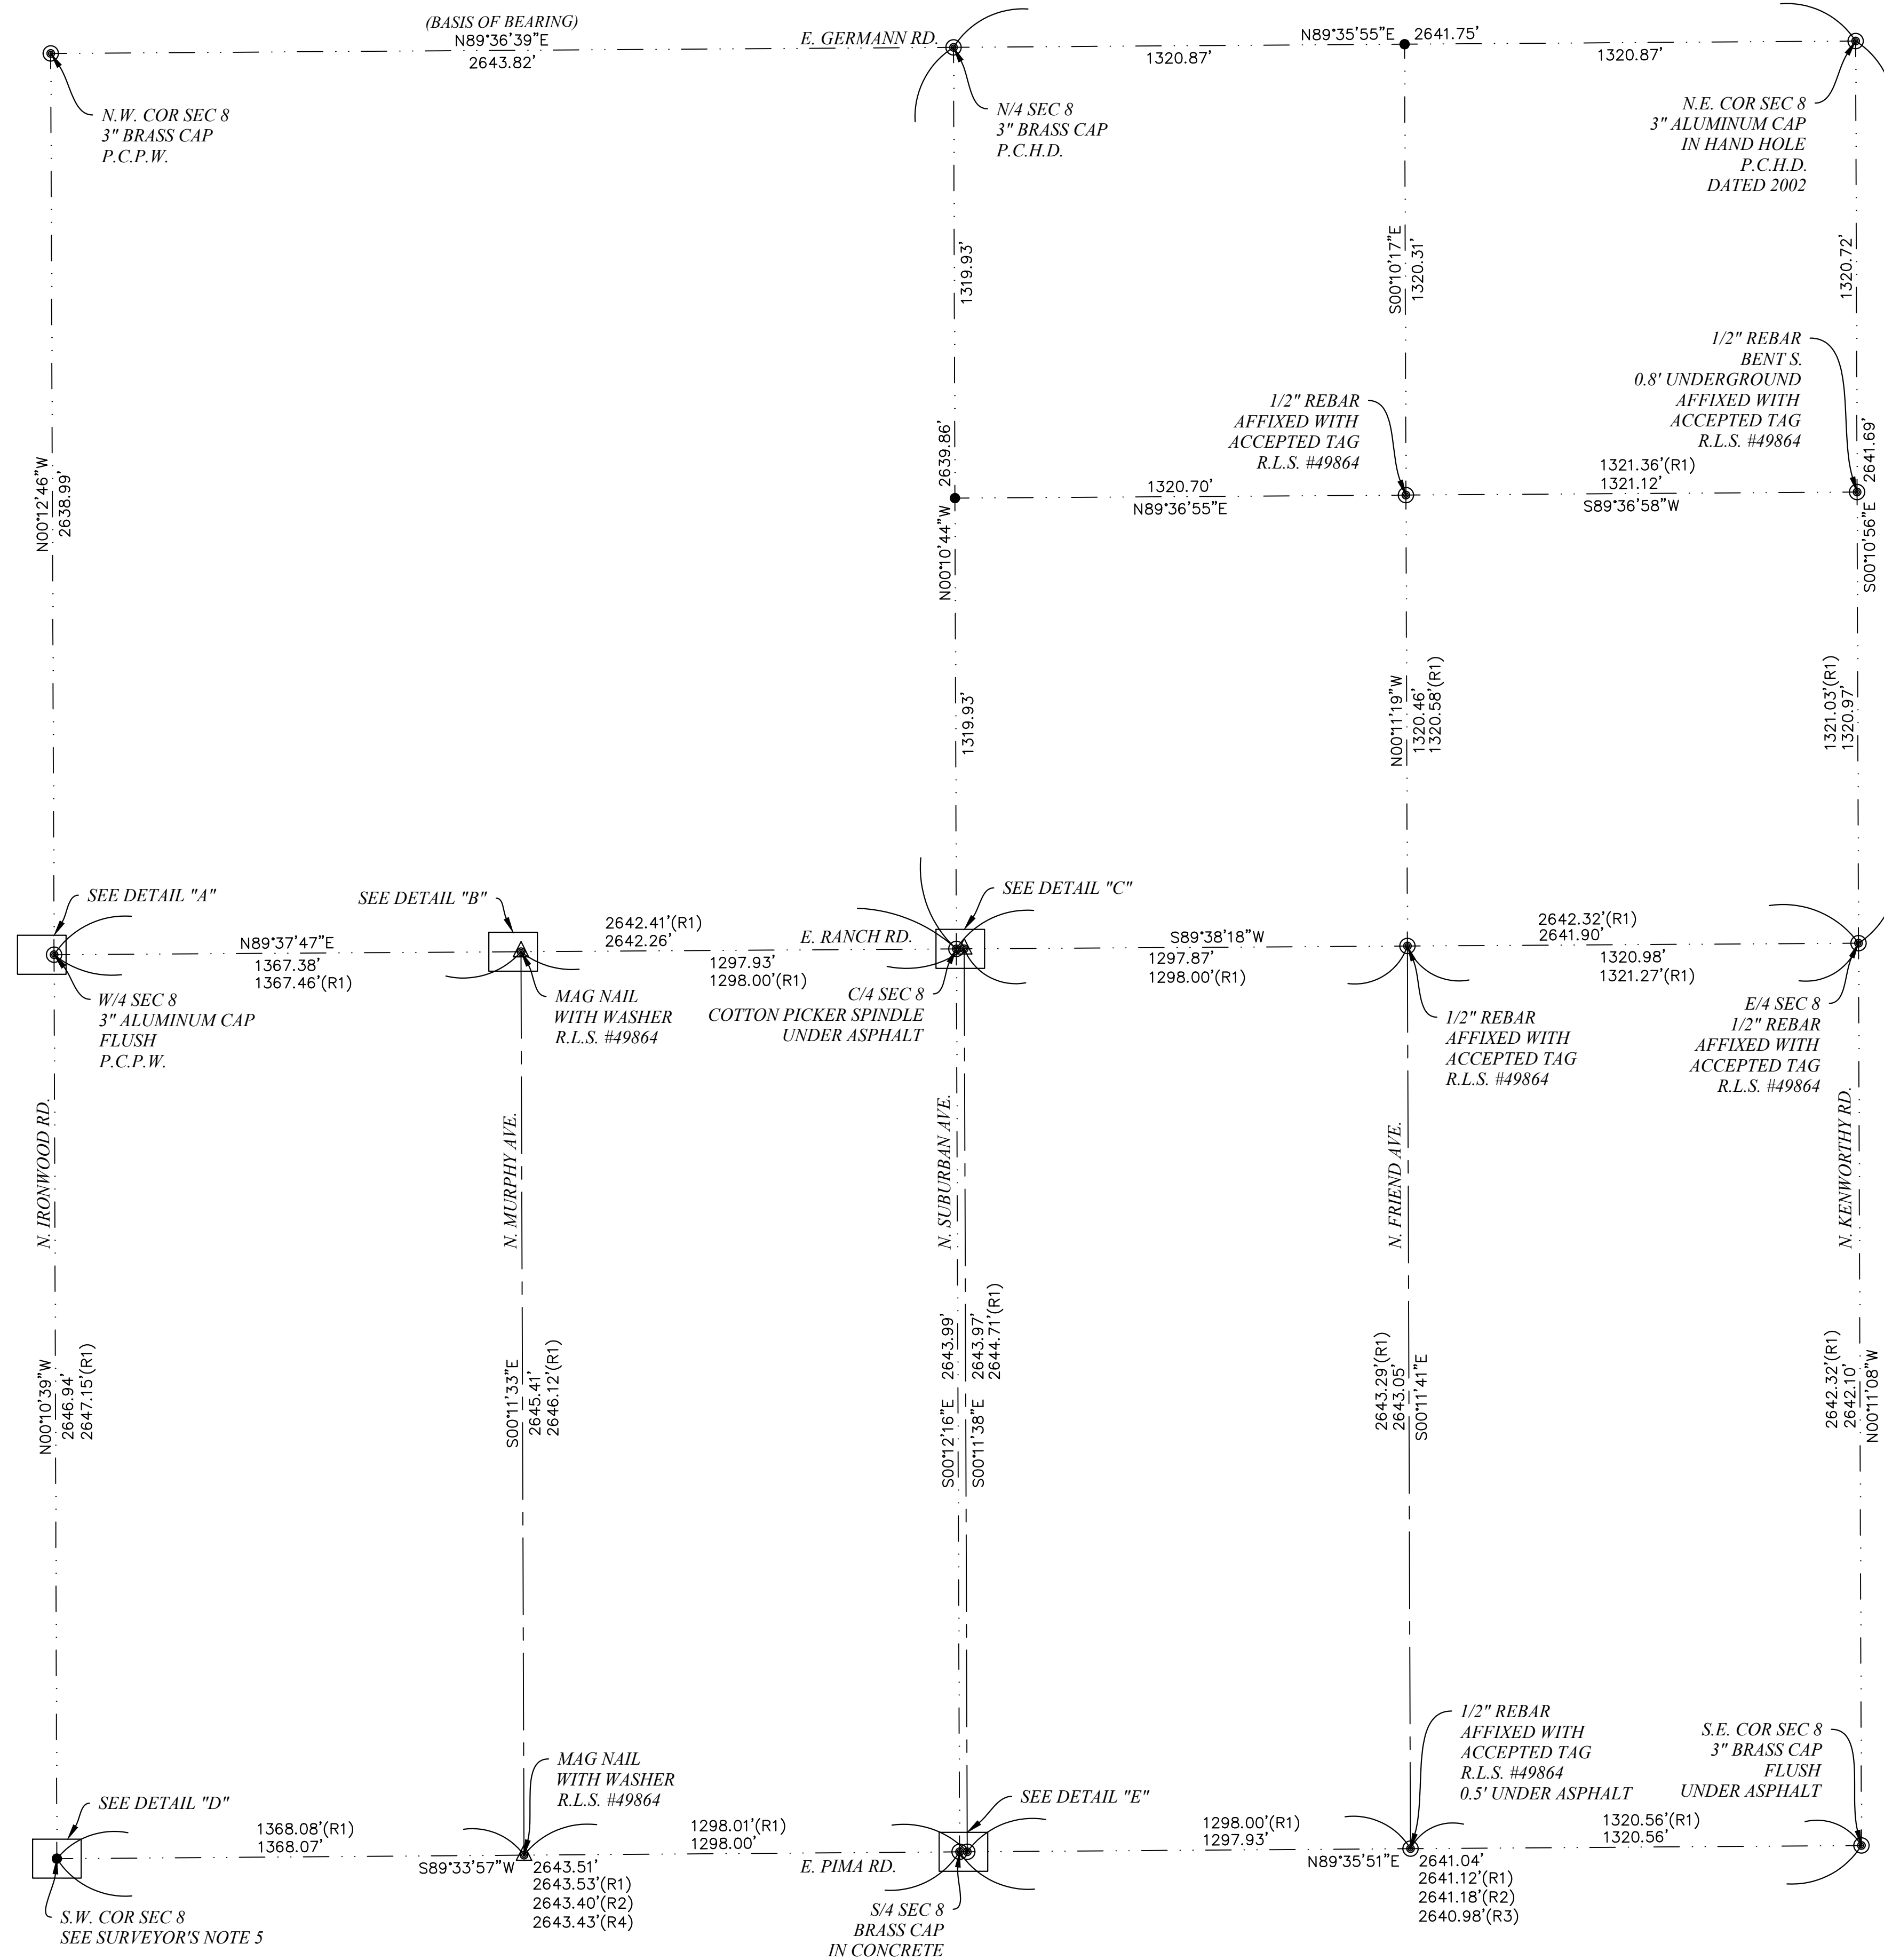 (BASIS OF BEARING)
N89°36'39"E
2643.82'
E. GERMANN RD.
N89°35'55"E
2641.75'
1320.87'
1320.87'
N.W. COR SEC 8
3" BRASS CAP
P.C.P.W.
N/4 SEC 8
3" BRASS CAP
P.C.H.D.
N.E. COR SEC 8
3" ALUMINUM CAP
IN HAND HOLE
P.C.H.D.
DATED 2002
1319.93'
S00°10'17"E
1320.31'
1320.72'
1/2" REBAR
BENT S.
0.8' UNDERGROUND
AFFIXED WITH
ACCEPTED TAG
R.L.S. #49864
1/2" REBAR
AFFIXED WITH
ACCEPTED TAG
R.L.S. #49864
N00°12'46"W
2638.99'
N00°10'44"W
2639.86'
1320.70'
N89°36'55"E
1321.36'(R1)
1321.12'
S89°36'58"W
S00°10'56"E
2641.69'
1319.93'
N00°11'19"W
1320.46'
1320.58'(R1)
1321.03'(R1)
1320.97'
SEE DETAIL "A"
SEE DETAIL "B"
SEE DETAIL "C"
N89°37'47"E
1367.38'
1367.46'(R1)
2642.41'(R1)
2642.26'
1297.93'
1298.00'(R1)
E. RANCH RD.
S89°38'18"W
1297.87'
1298.00'(R1)
2642.32'(R1)
2641.90'
1320.98'
1321.27'(R1)
W/4 SEC 8
3" ALUMINUM CAP
FLUSH
P.C.P.W.
MAG NAIL
WITH WASHER
R.L.S. #49864
C/4 SEC 8
COTTON PICKER SPINDLE
UNDER ASPHALT
1/2" REBAR
AFFIXED WITH
ACCEPTED TAG
R.L.S. #49864
E/4 SEC 8
1/2" REBAR
AFFIXED WITH
ACCEPTED TAG
R.L.S. #49864
N. IRONWOOD RD.
N. MURPHY AVE.
N. SUBURBAN AVE.
N. FRIEND AVE.
N. KENWORTHY RD.
N00°10'39"W
2646.94'
2647.15'(R1)
S00°11'33"E
2645.41'
2646.12'(R1)
S00°12'16"E
2643.99'
S00°11'38"E
2643.97'
2644.71'(R1)
2643.29'(R1)
2643.05'
S00°11'41"E
2642.32'(R1)
2642.10'
N00°11'08"W
SEE DETAIL "D"
MAG NAIL
WITH WASHER
R.L.S. #49864
SEE DETAIL "E"
1/2" REBAR
AFFIXED WITH
ACCEPTED TAG
R.L.S. #49864
0.5' UNDER ASPHALT
S.E. COR SEC 8
3" BRASS CAP
FLUSH
UNDER ASPHALT
1368.08'(R1)
1368.07'
1298.01'(R1)
1298.00'
1298.00'(R1)
1297.93'
1320.56'(R1)
1320.56'
S89°33'57"W
2643.51'
2643.53'(R1)
2643.40'(R2)
2643.43'(R4)
E. PIMA RD.
N89°35'51"E
2641.04'
2641.12'(R1)
2641.18'(R2)
2640.98'(R3)
S.W. COR SEC 8
SEE SURVEYOR'S NOTE 5
S/4 SEC 8
BRASS CAP
IN CONCRETE